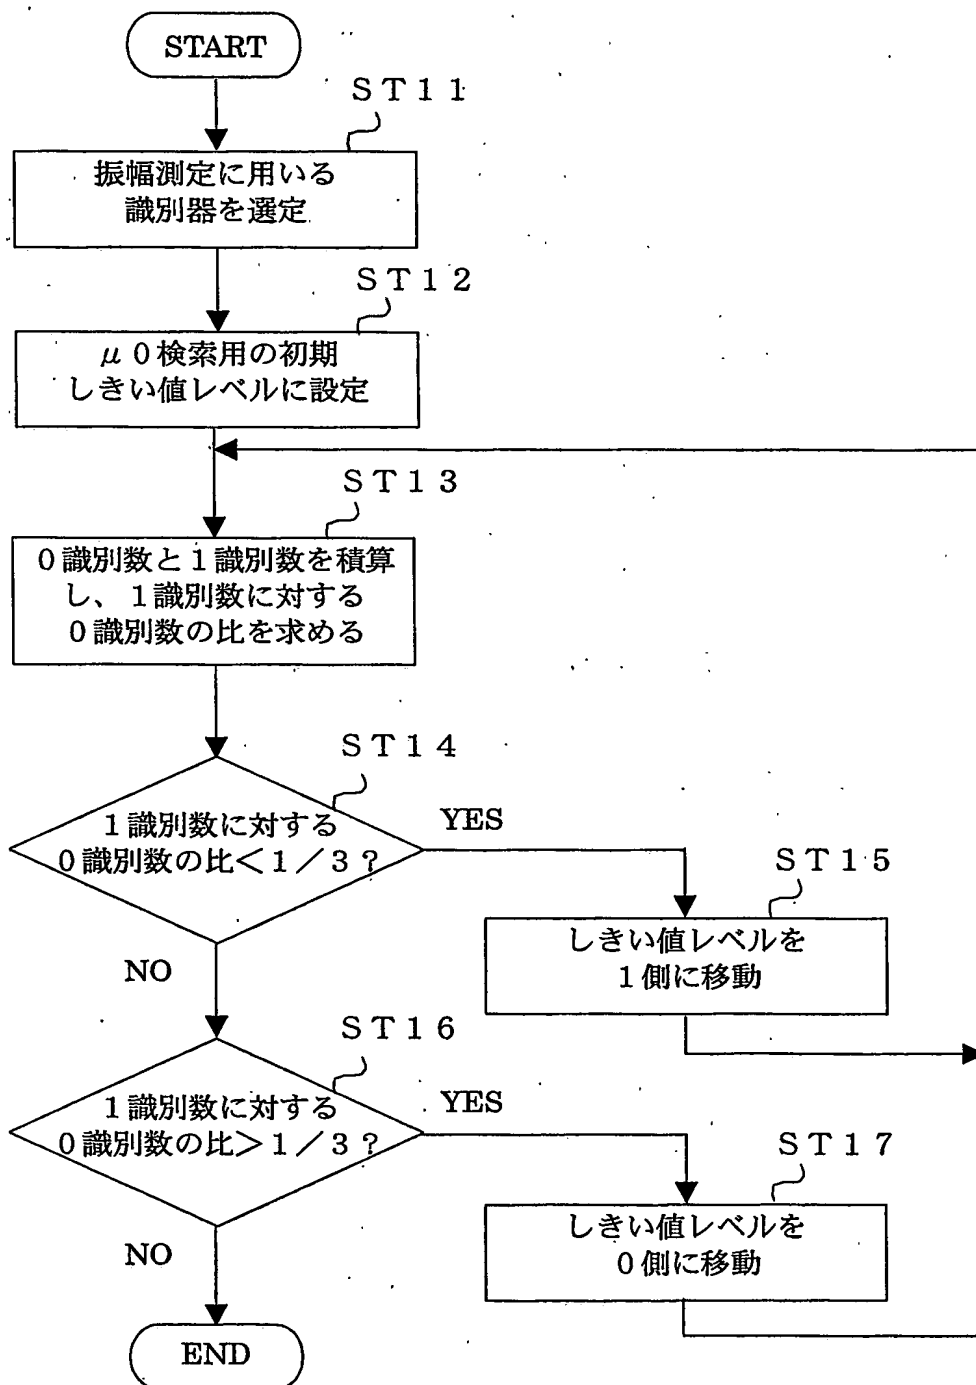 START
ＳＴ１１
振幅測定に用いる
識別器を選定
ＳＴ１２
μ０検索用の初期
しきい値レベルに設定
ＳＴ１３
０識別数と１識別数を積算
し、１識別数に対する
０識別数の比を求める
ＳＴ１４
１識別数に対する
０識別数の比＜１／３？
YES
ＳＴ１５
しきい値レベルを
１側に移動
NO
ＳＴ１６
１識別数に対する
０識別数の比＞１／３？
YES
ＳＴ１７
しきい値レベルを
０側に移動
NO
END